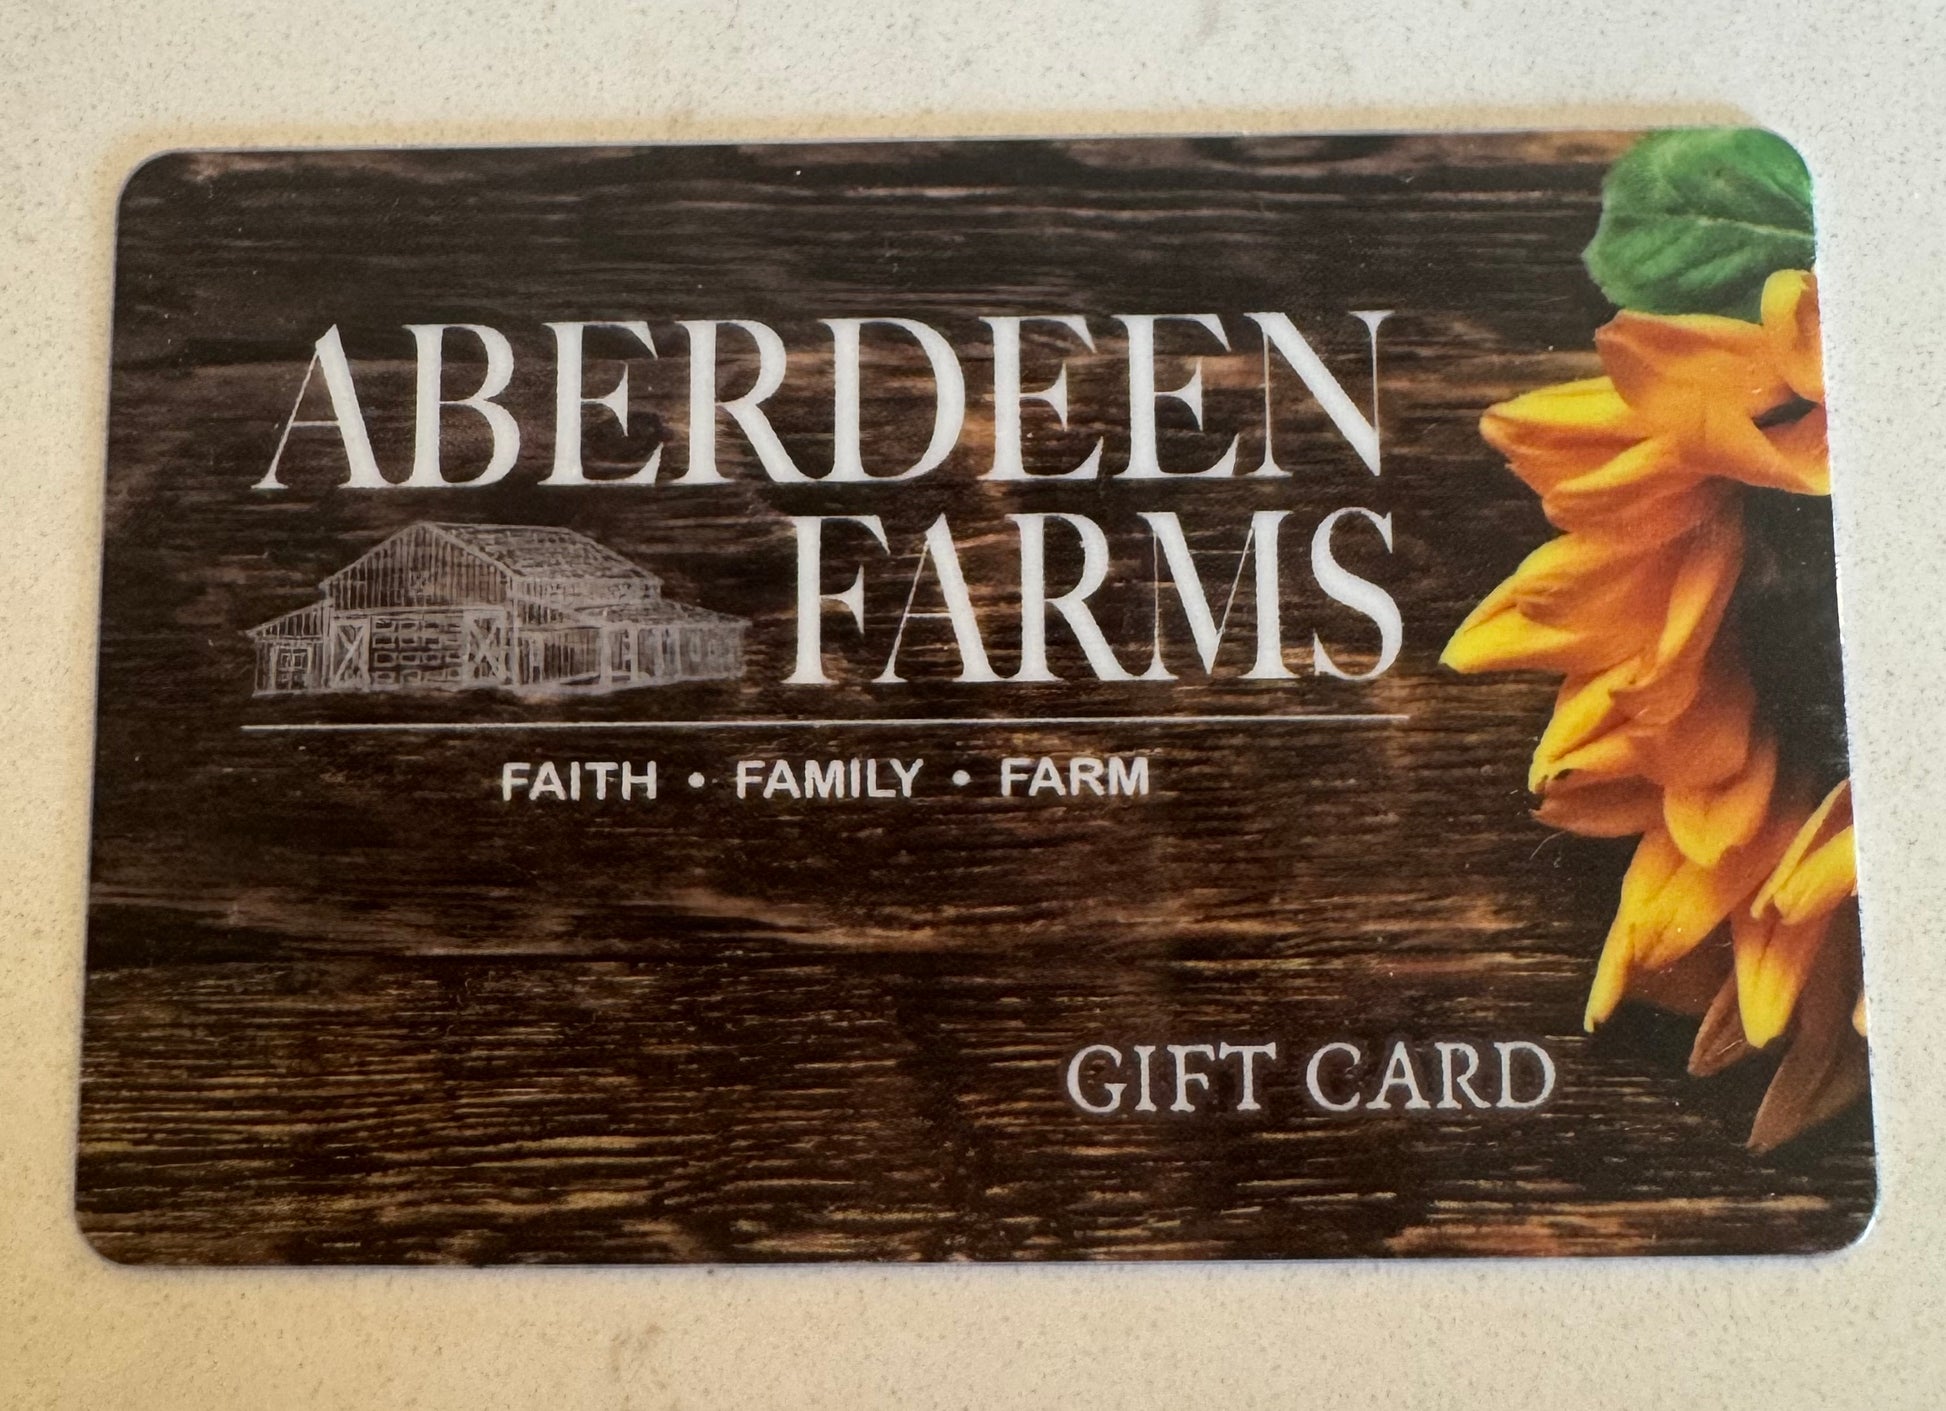 ABERDEEN
FARMS
FAITH • FAMILY • FARM
GIFT CARD